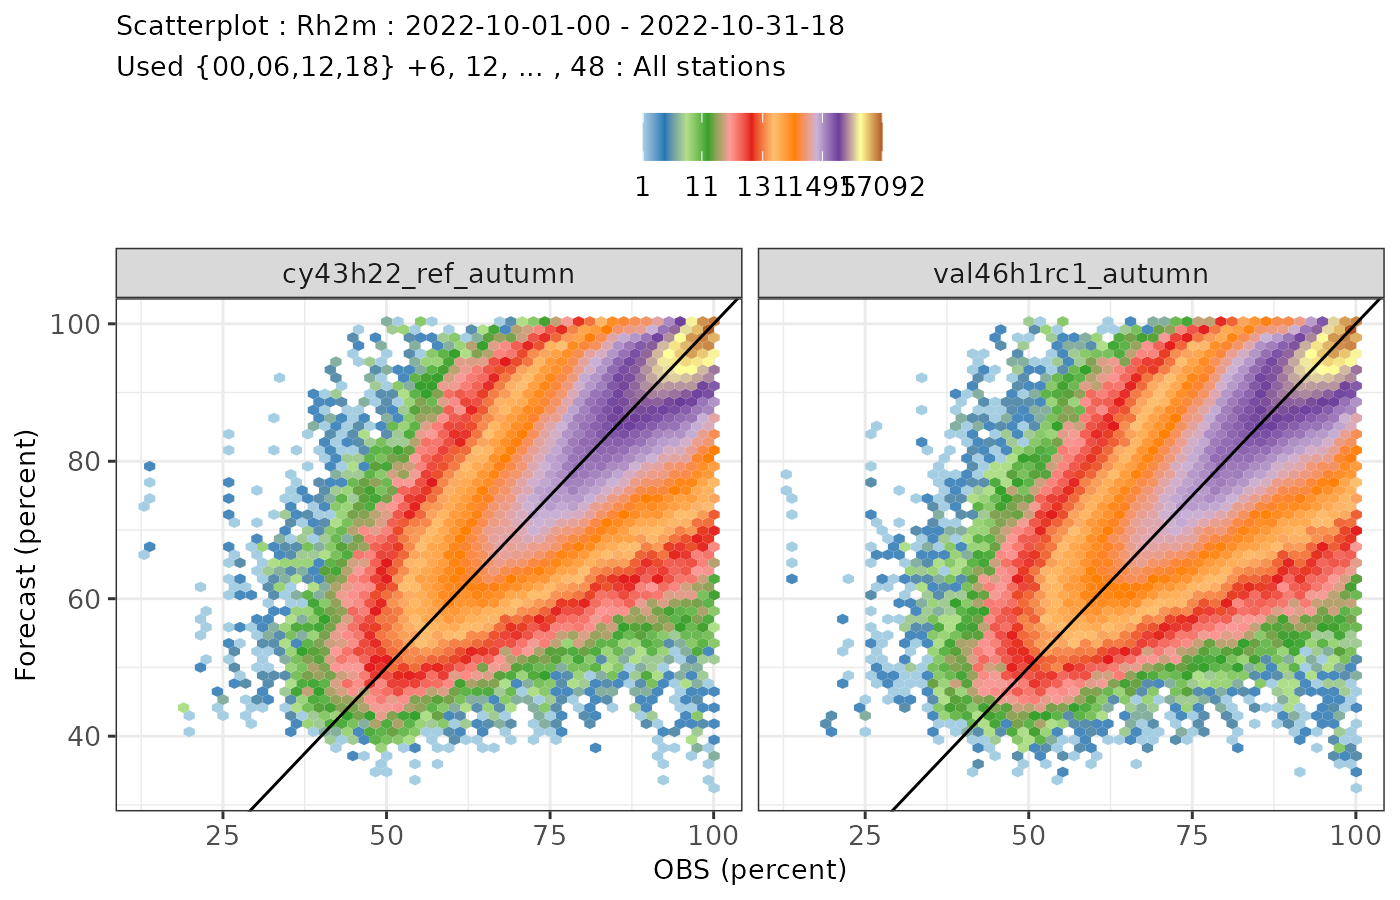 Scatterplot : Rh2m : 2022-10-01-00 - 2022-10-31-18
Used {00,06,12,18} +6, 12, ... , 48 : All stations
1 11 131 1491 57092
cy43h22_ref_autumn val46h1rc1_autumn
100
80
60
40
Forecast (percent)
25 50 75 100 25 50 75 100
OBS (percent)